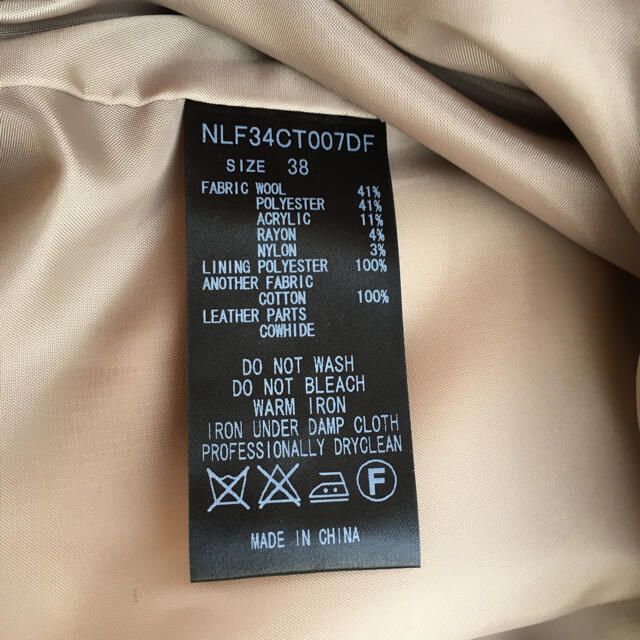 NLF34CT007DF
SIZE 38
FABRIC WOOL 41%
POLYESTER 41%
ACRYLIC 11%
RAYON 4%
NYLON 3%
LINING POLYESTER 100%
ANOTHER FABRIC
COTTON 100%
LEATHER PARTS
COWHIDE
DO NOT WASH
DO NOT BLEACH
WARM IRON
IRON UNDER DAMP CLOTH
PROFESSIONALLY DRYCLEAN
F
MADE IN CHINA